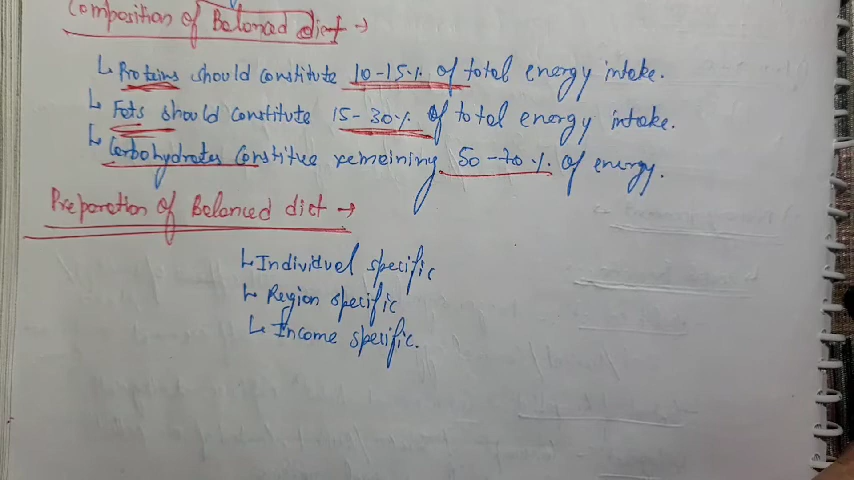 Composition of Balanced diet →
↳ Proteins should constitute 10-15% of total energy intake.
↳ Fats should constitute 15-30% of total energy intake.
↳ Carbohydrates constitue remaining 50-70% of energy.
Preparation of Balanced diet →
↳ Individual specific
↳ Region specific
↳ Income specific.